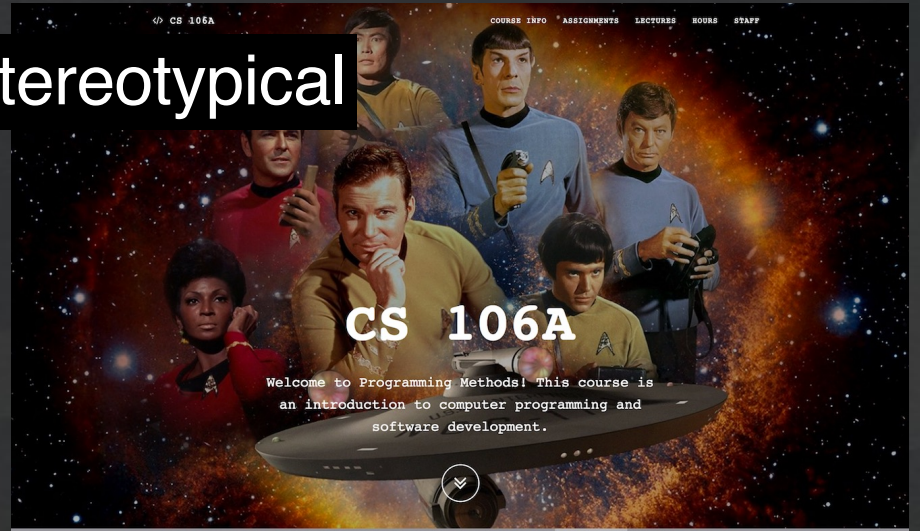 </> CS 106A
COURSE INFO ASSIGNMENTS LECTURES HOURS STAFF
tereotypical
CS 106A
Welcome to Programming Methods! This course is
an introduction to computer programming and
software development.